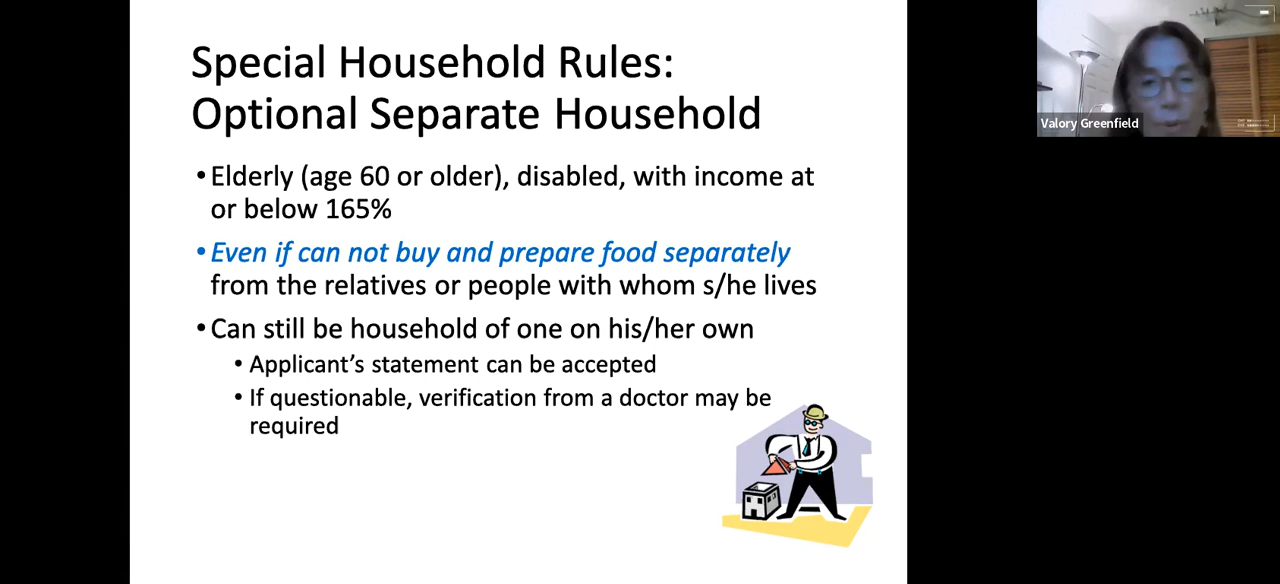 Special Household Rules:
Optional Separate Household
•Elderly (age 60 or older), disabled, with income at
or below 165%
•Even if can not buy and prepare food separately
from the relatives or people with whom s/he lives
•Can still be household of one on his/her own
• Applicant’s statement can be accepted
• If questionable, verification from a doctor may be
required
Valory Greenfield